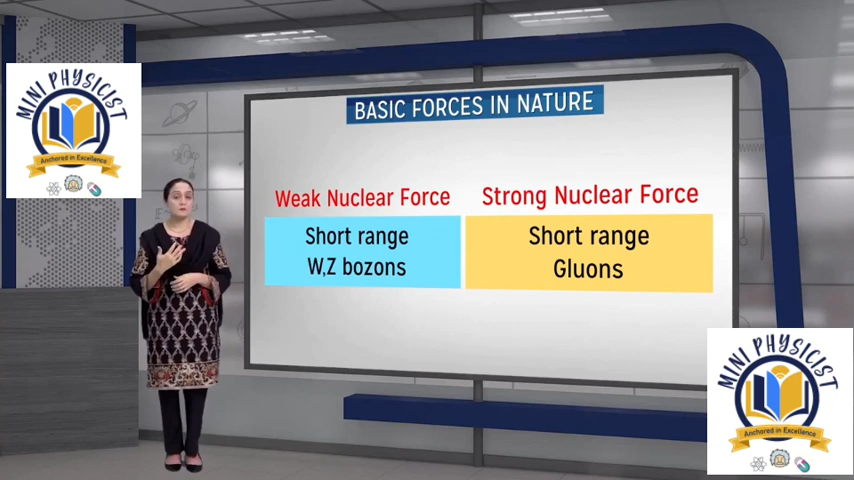 MINI PHYSICIST
Anchored in Excellence
BASIC FORCES IN NATURE
Weak Nuclear Force
Short range
W,Z bozons
Strong Nuclear Force
Short range
Gluons
MINI PHYSICIST
Anchored in Excellence